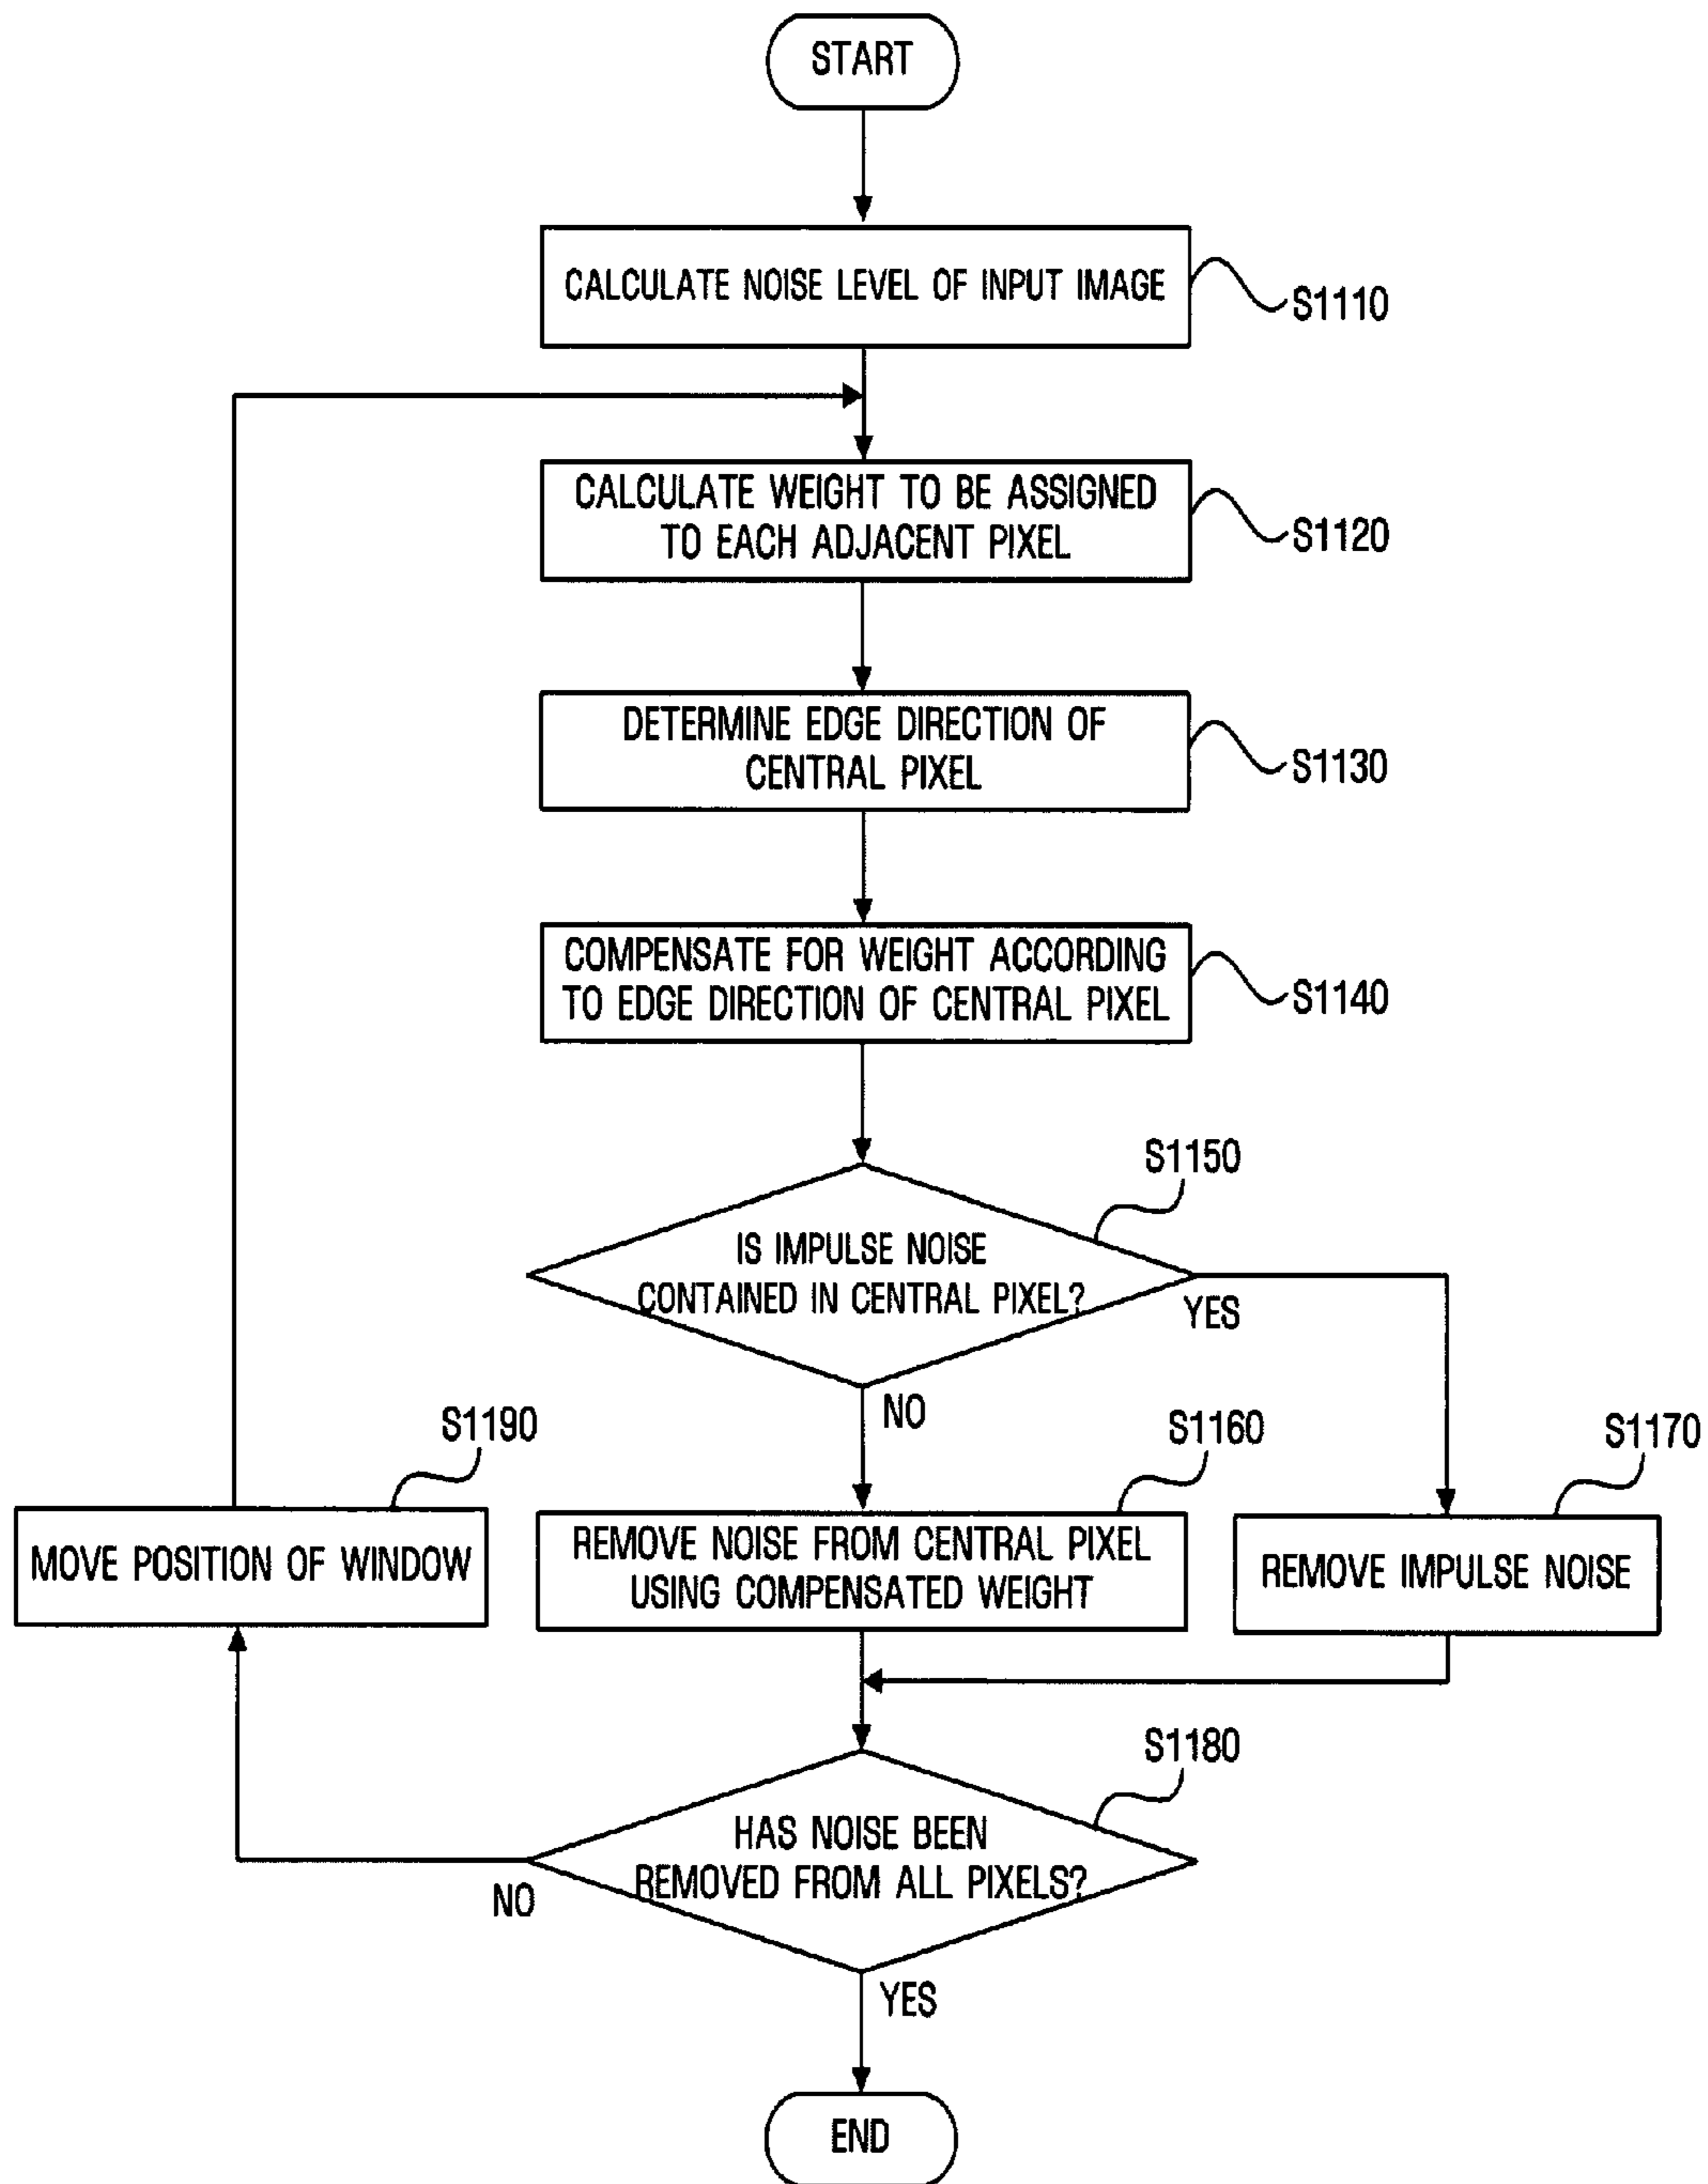 START
CALCULATE NOISE LEVEL OF INPUT IMAGE
S1110
CALCULATE WEIGHT TO BE ASSIGNED
TO EACH ADJACENT PIXEL
S1120
DETERMINE EDGE DIRECTION OF
CENTRAL PIXEL
S1130
COMPENSATE FOR WEIGHT ACCORDING
TO EDGE DIRECTION OF CENTRAL PIXEL
S1140
S1150
IS IMPULSE NOISE
CONTAINED IN CENTRAL PIXEL?
YES
NO
S1190
MOVE POSITION OF WINDOW
S1160
REMOVE NOISE FROM CENTRAL PIXEL
USING COMPENSATED WEIGHT
S1170
REMOVE IMPULSE NOISE
S1180
HAS NOISE BEEN
REMOVED FROM ALL PIXELS?
NO
YES
END